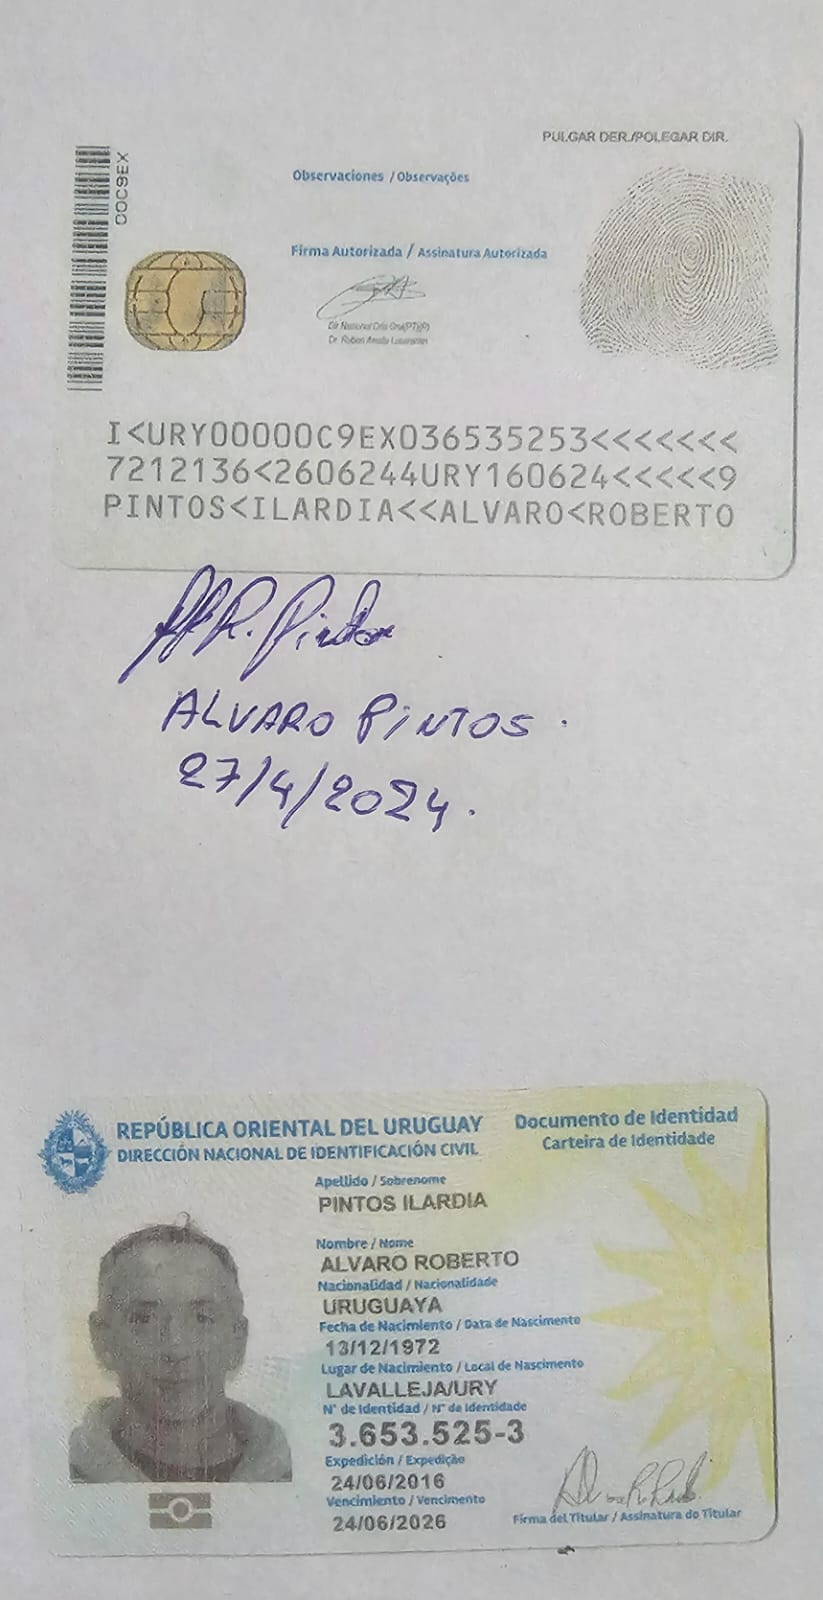 PULGAR DER./POLEGAR DIR.
DOC9EX
Observaciones / Observações
Firma Autorizada / Assinatura Autorizada
I<URY00000C9EX036535253<<<<<<<
7212136<2606244URY160624<<<<<9
PINTOS<ILARDIA<<ALVARO<ROBERTO
A.R. Pintos
ALVARO PINTOS.
27/4/2024.
REPÚBLICA ORIENTAL DEL URUGUAY
DIRECCIÓN NACIONAL DE IDENTIFICACIÓN CIVIL
Documento de Identidad
Carteira de Identidade
Apellido / Sobrenome
PINTOS ILARDIA
Nombre / Nome
ALVARO ROBERTO
Nacionalidad / Nacionalidade
URUGUAYA
Fecha de Nacimiento / Data de Nascimento
13/12/1972
Lugar de Nacimiento / Local de Nascimento
LAVALLEJA/URY
N° de Identidad / N° de Identidade
3.653.525-3
Expedición / Expedição
24/06/2016
Vencimiento / Vencimento
24/06/2026
Firma del Titular / Assinatura do Titular